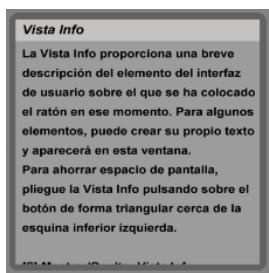 Vista Info
La Vista Info proporciona una breve
descripción del elemento del interfaz
de usuario sobre el que se ha colocado
el ratón en ese momento. Para algunos
elementos, puede crear su propio texto
y aparecerá en esta ventana.
Para ahorrar espacio de pantalla,
pliegue la Vista Info pulsando sobre el
botón de forma triangular cerca de la
esquina inferior izquierda.
Vista Info